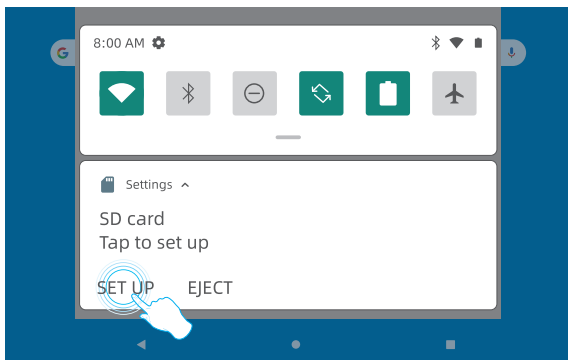 8:00 AM
G
Settings
SD card
Tap to set up
SET UP EJECT